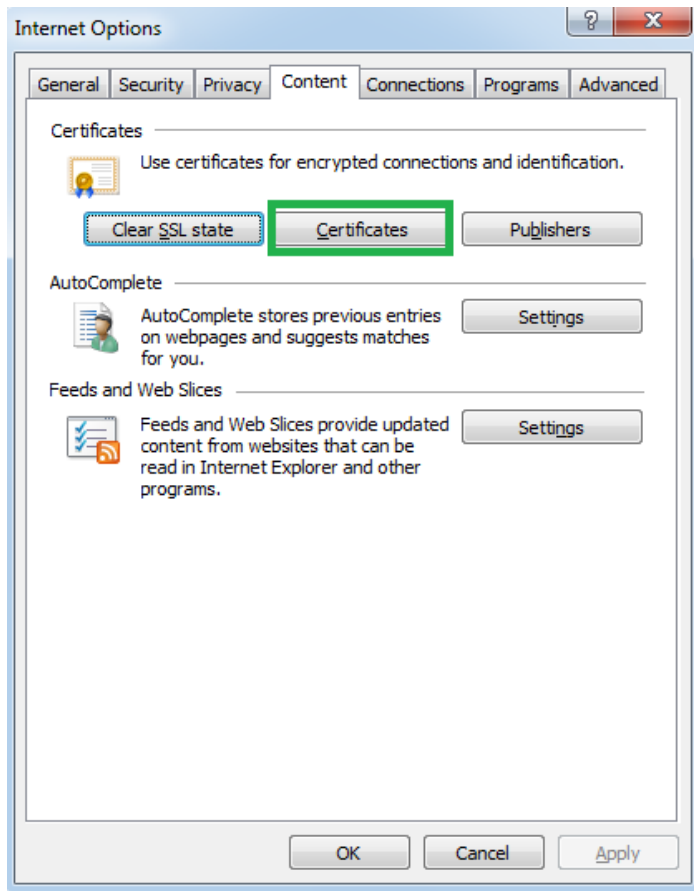 Internet Options
?
X
General Security Privacy Content Connections Programs Advanced
Certificates
Use certificates for encrypted connections and identification.
Clear SSL state Certificates Publishers
AutoComplete
AutoComplete stores previous entries
on webpages and suggests matches
for you.
Settings
Feeds and Web Slices
Feeds and Web Slices provide updated
content from websites that can be
read in Internet Explorer and other
programs.
Settings
OK Cancel Apply